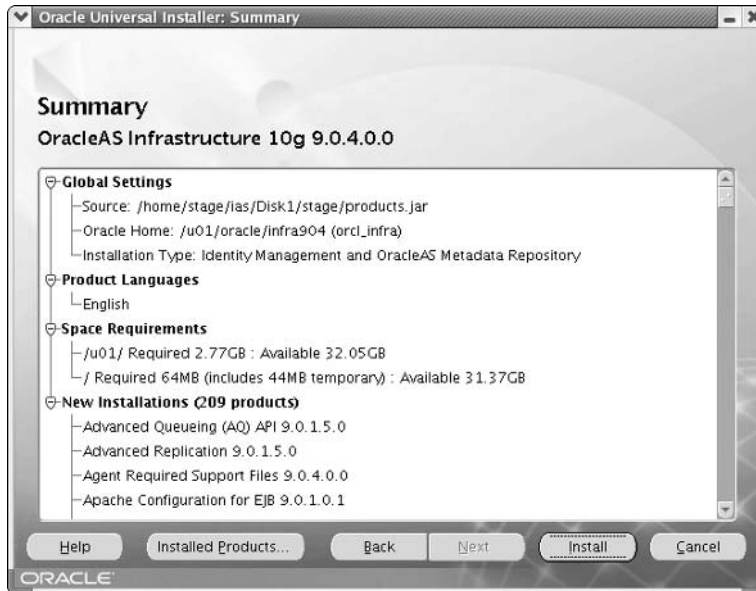 Oracle Universal Installer: Summary
Summary
OracleAS Infrastructure 10g 9.0.4.0.0
Global Settings
Source: /home/stage/ias/Disk1/stage/products.jar
Oracle Home: /u01/oracle/infra904 (orcl_infra)
Installation Type: Identity Management and OracleAS Metadata Repository
Product Languages
English
Space Requirements
/u01/ Required 2.77GB : Available 32.05GB
/ Required 64MB (includes 44MB temporary) : Available 31.37GB
New Installations (209 products)
Advanced Queueing (AQ) API 9.0.1.5.0
Advanced Replication 9.0.1.5.0
Agent Required Support Files 9.0.4.0.0
Apache Configuration for EJB 9.0.1.0.1
Help Installed Products... Back Next Install Cancel
ORACLE